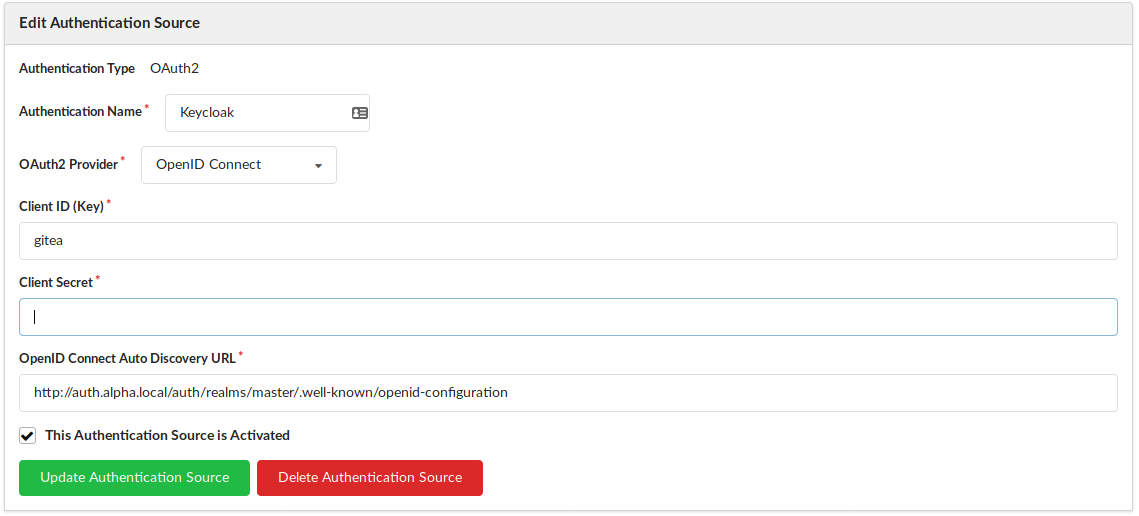 Edit Authentication Source
Authentication Type OAuth2
Authentication Name* Keycloak
OAuth2 Provider* OpenID Connect
Client ID (Key)*
gitea
Client Secret*
OpenID Connect Auto Discovery URL*
http://auth.alpha.local/auth/realms/master/.well-known/openid-configuration
This Authentication Source is Activated
Update Authentication Source Delete Authentication Source